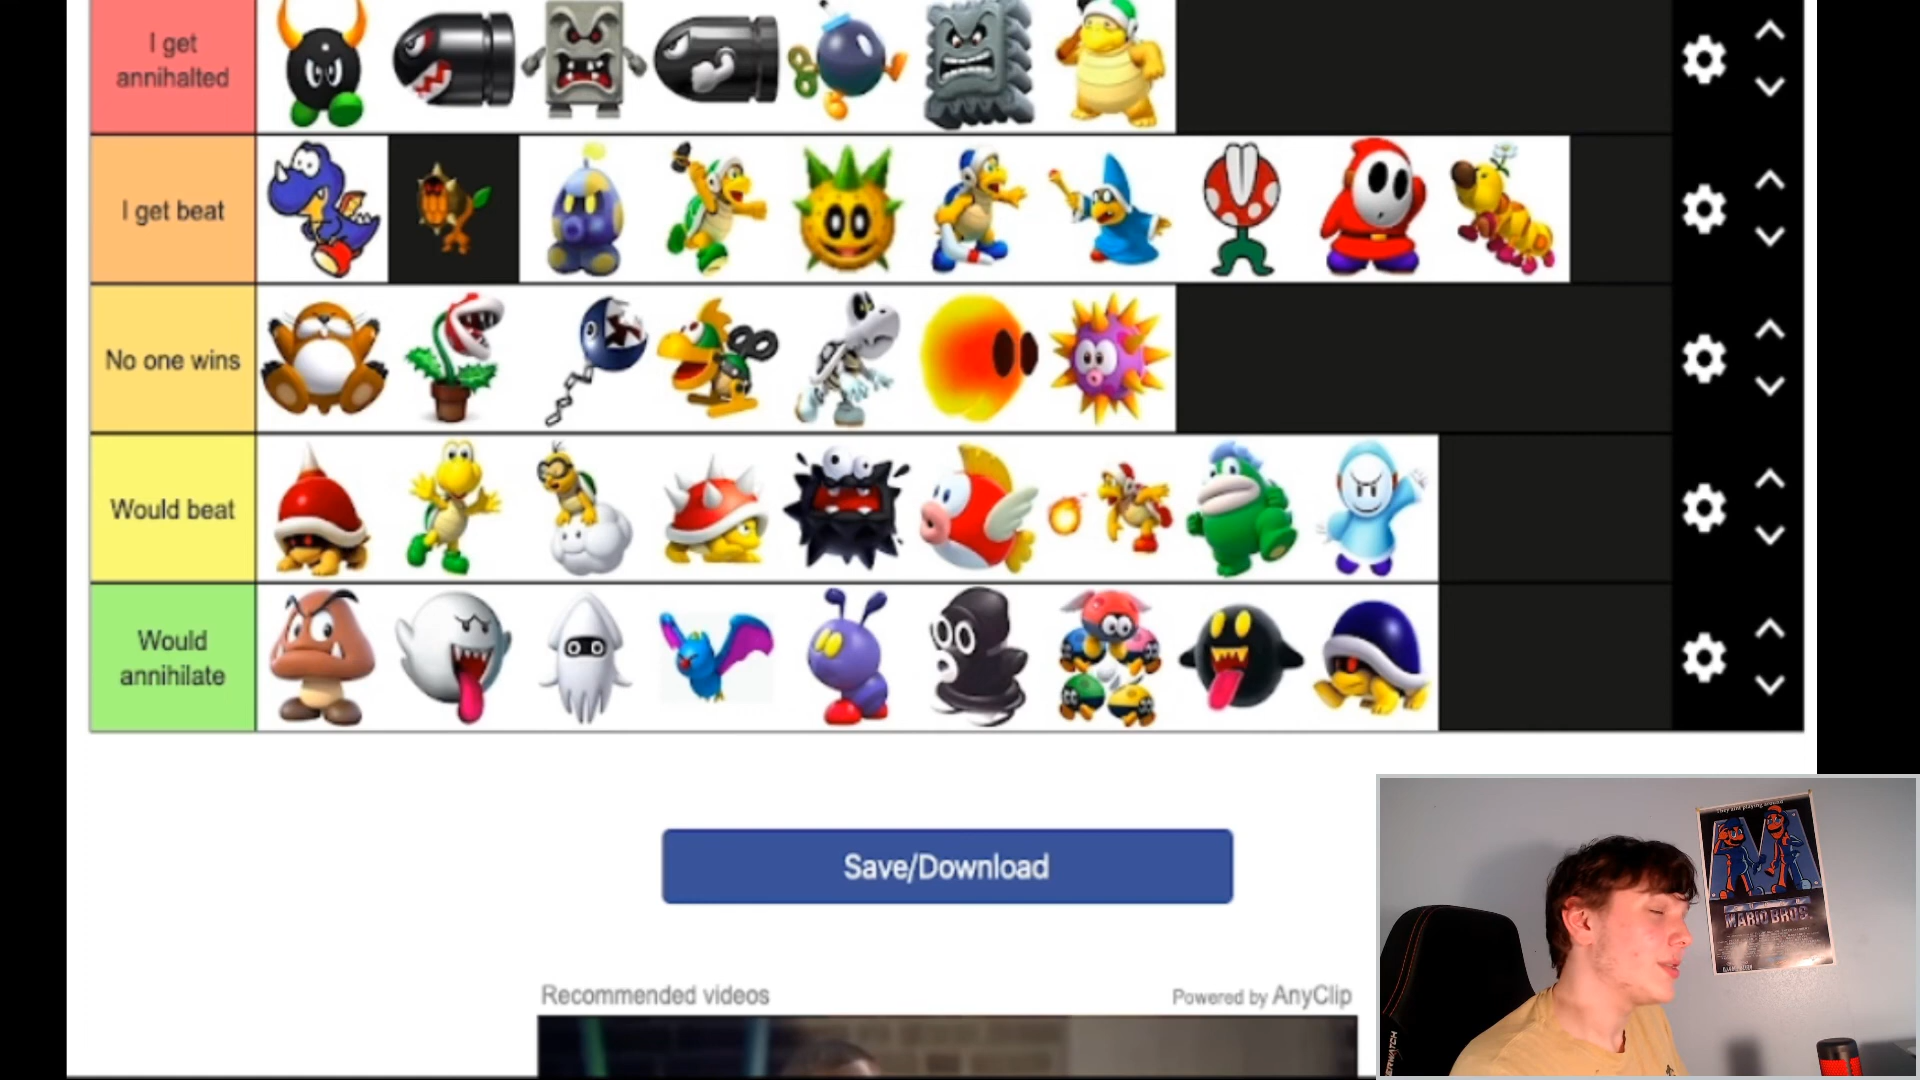 I get
annihalted
I get beat
No one wins
Would beat
Would
annihilate
Save/Download
Recommended videos
Powered by AnyClip
MARIO BROS.